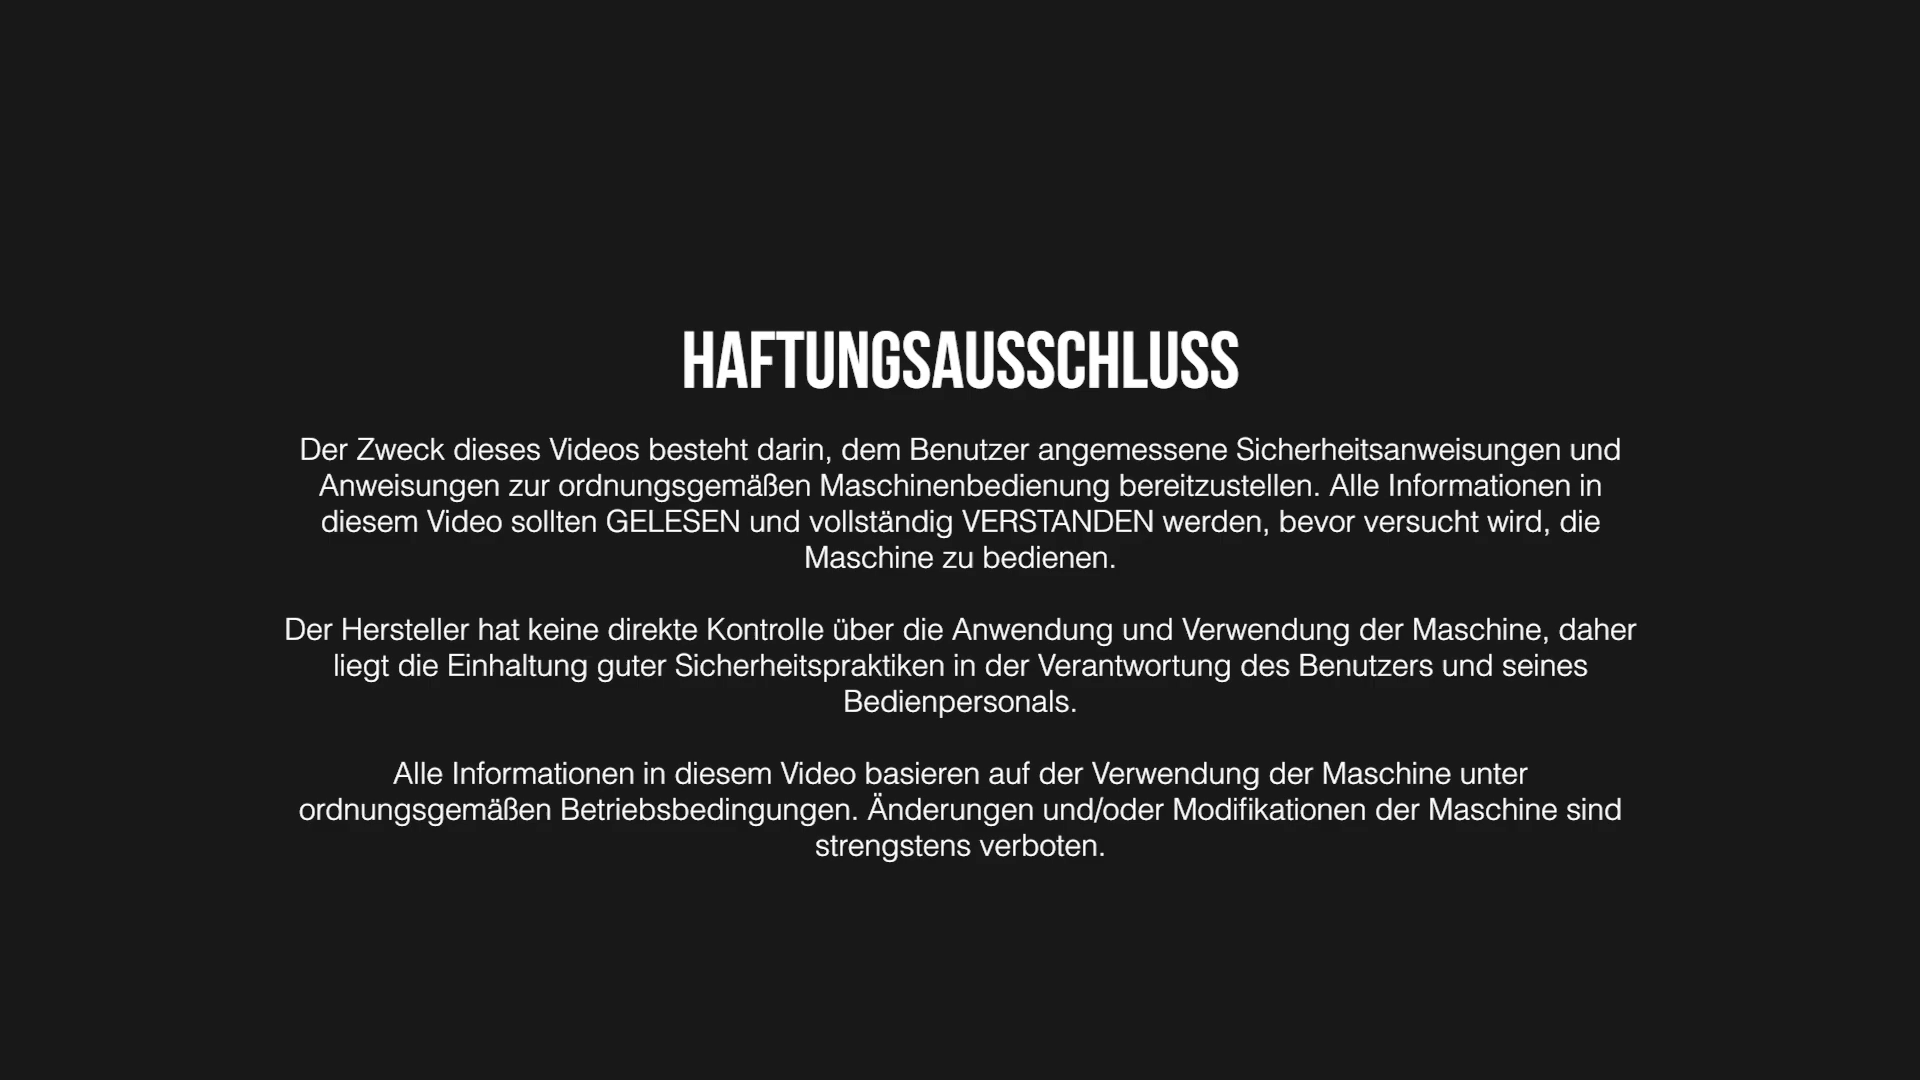 HAFTUNGSAUSSCHLUSS
Der Zweck dieses Videos besteht darin, dem Benutzer angemessene Sicherheitsanweisungen und
Anweisungen zur ordnungsgemäßen Maschinenbedienung bereitzustellen. Alle Informationen in
diesem Video sollten GELESEN und vollständig VERSTANDEN werden, bevor versucht wird, die
Maschine zu bedienen.
Der Hersteller hat keine direkte Kontrolle über die Anwendung und Verwendung der Maschine, daher
liegt die Einhaltung guter Sicherheitspraktiken in der Verantwortung des Benutzers und seines
Bedienpersonals.
Alle Informationen in diesem Video basieren auf der Verwendung der Maschine unter
ordnungsgemäßen Betriebsbedingungen. Änderungen und/oder Modifikationen der Maschine sind
strengstens verboten.